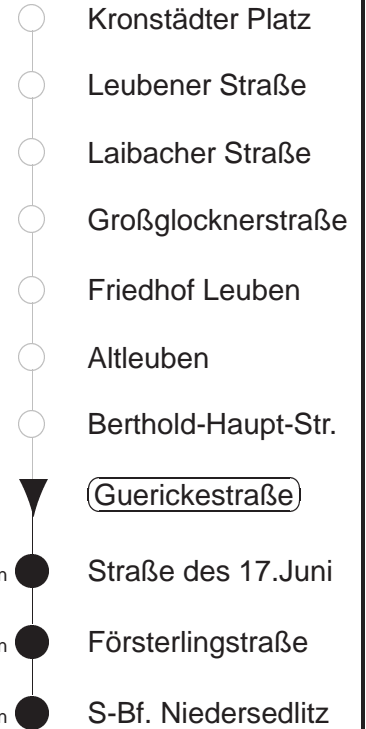 Kronstädter Platz
Leubener Straße
Laibacher Straße
Großglocknerstraße
Friedhof Leuben
Altleuben
Berthold-Haupt-Str.
Guerickestraße
Straße des 17.Juni
Försterlingstraße
S-Bf. Niedersedlitz